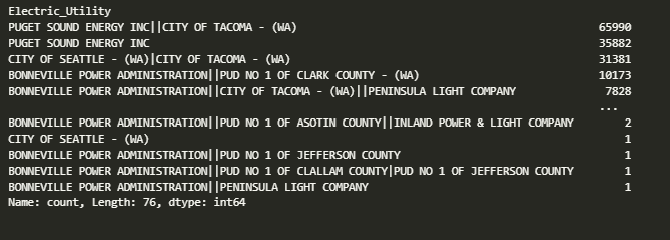 Electric_Utility
PUGET SOUND ENERGY INC||CITY OF TACOMA - (WA) 65990
PUGET SOUND ENERGY INC 35882
CITY OF SEATTLE - (WA)|CITY OF TACOMA - (WA) 31381
BONNEVILLE POWER ADMINISTRATION||PUD NO 1 OF CLARK COUNTY - (WA) 10173
BONNEVILLE POWER ADMINISTRATION||CITY OF TACOMA - (WA)||PENINSULA LIGHT COMPANY 7828
...
BONNEVILLE POWER ADMINISTRATION||PUD NO 1 OF ASOTIN COUNTY||INLAND POWER & LIGHT COMPANY 2
CITY OF SEATTLE - (WA) 1
BONNEVILLE POWER ADMINISTRATION||PUD NO 1 OF JEFFERSON COUNTY 1
BONNEVILLE POWER ADMINISTRATION||PUD NO 1 OF CLALLAM COUNTY|PUD NO 1 OF JEFFERSON COUNTY 1
BONNEVILLE POWER ADMINISTRATION||PENINSULA LIGHT COMPANY 1
Name: count, Length: 76, dtype: int64